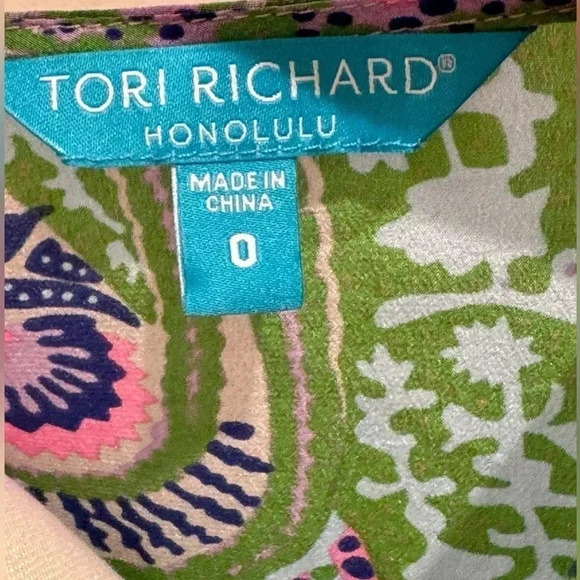 TORI RICHARD®
HONOLULU
MADE IN
CHINA
0